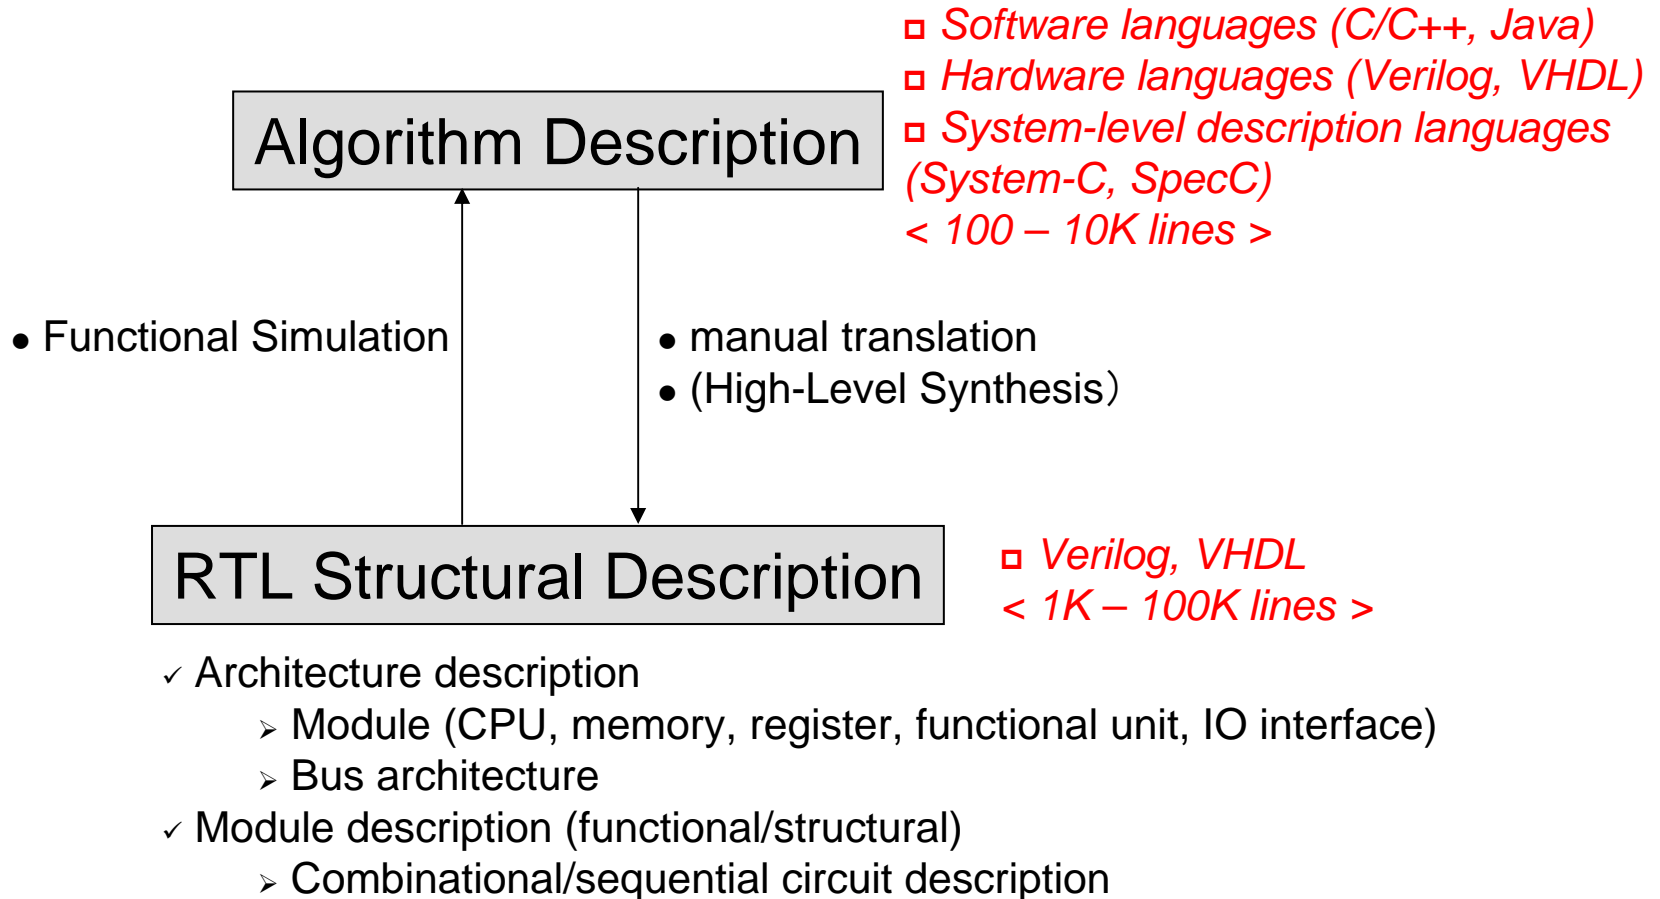 □ Software languages (C/C++, Java)
□ Hardware languages (Verilog, VHDL)
□ System-level description languages
(System-C, SpecC)
< 100 – 10K lines >
Algorithm Description
● Functional Simulation
● manual translation
● (High-Level Synthesis）
RTL Structural Description
□ Verilog, VHDL
< 1K – 100K lines >
✓ Architecture description
➢ Module (CPU, memory, register, functional unit, IO interface)
➢ Bus architecture
✓ Module description (functional/structural)
➢ Combinational/sequential circuit description